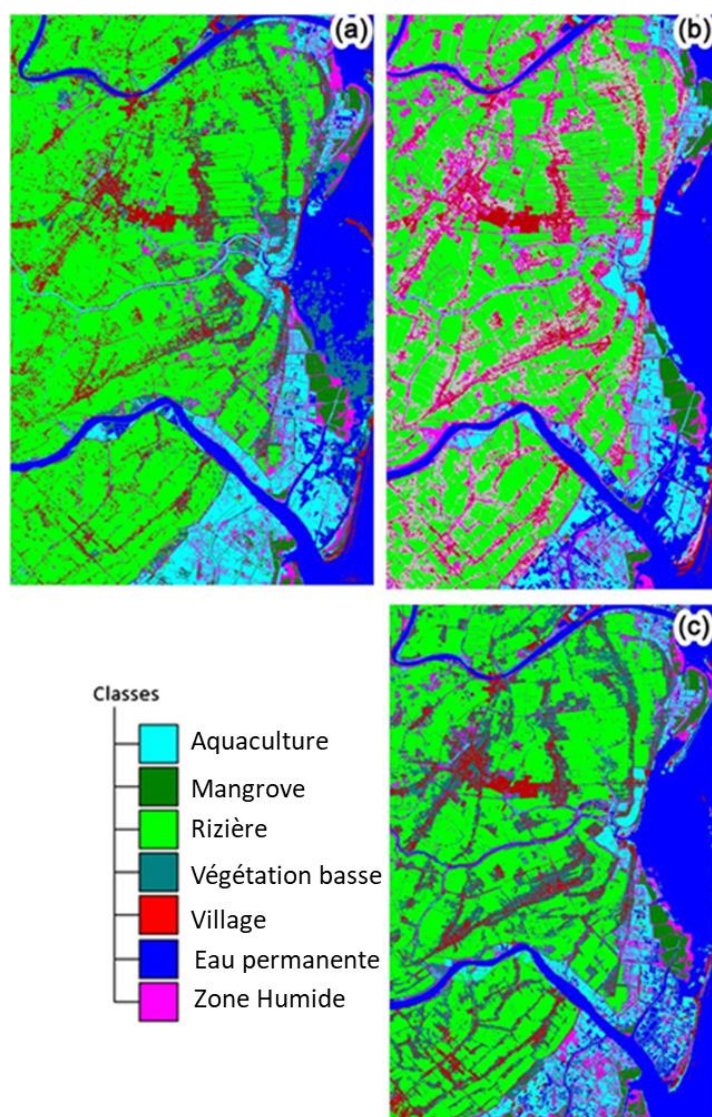 (a)
(b)
(c)
Classes
Aquaculture
Mangrove
Rizière
Végétation basse
Village
Eau permanente
Zone Humide